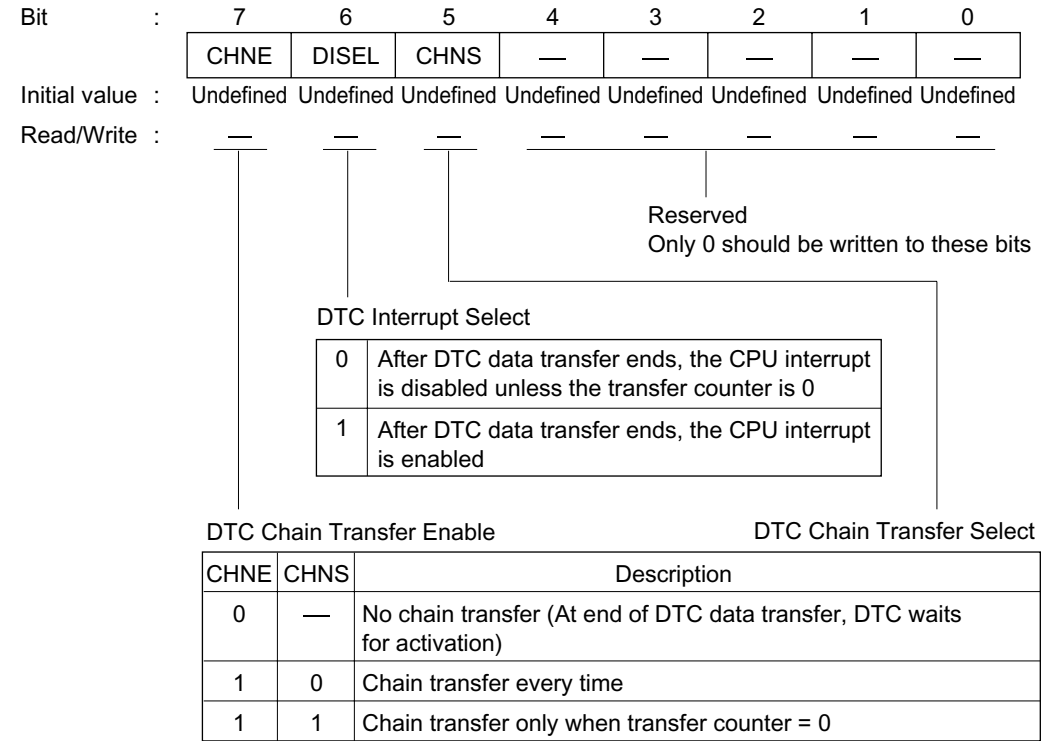 Bit : 7 6 5 4 3 2 1 0
CHNE DISEL CHNS — — — — —
Initial value : Undefined Undefined Undefined Undefined Undefined Undefined Undefined Undefined
Read/Write : — — — — — — — —
Reserved
Only 0 should be written to these bits
DTC Interrupt Select
0 After DTC data transfer ends, the CPU interrupt
is disabled unless the transfer counter is 0
1 After DTC data transfer ends, the CPU interrupt
is enabled
DTC Chain Transfer Enable DTC Chain Transfer Select
CHNE CHNS Description
0 — No chain transfer (At end of DTC data transfer, DTC waits
for activation)
1 0 Chain transfer every time
1 1 Chain transfer only when transfer counter = 0